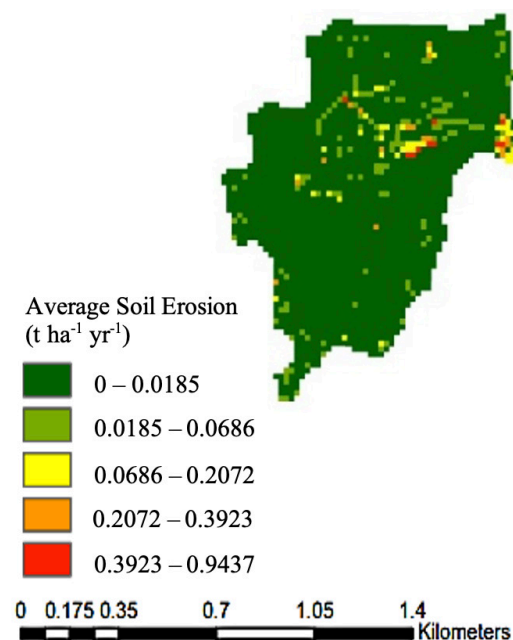 Average Soil Erosion
(t ha⁻¹ yr⁻¹)
0 – 0.0185
0.0185 – 0.0686
0.0686 – 0.2072
0.2072 – 0.3923
0.3923 – 0.9437
0 0.175 0.35 0.7 1.05 1.4
Kilometers